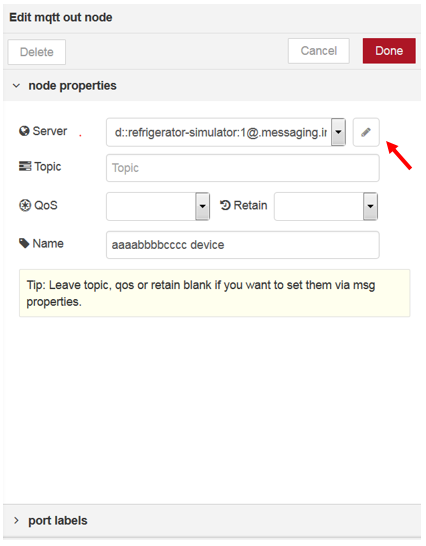 Edit mqtt out node
Delete
Cancel
Done
node properties
Server
d::refrigerator-simulator:1@.messaging.ir
Topic
Topic
QoS
Retain
Name
aaaabbbbcccc device
Tip: Leave topic, qos or retain blank if you want to set them via msg
properties.
port labels